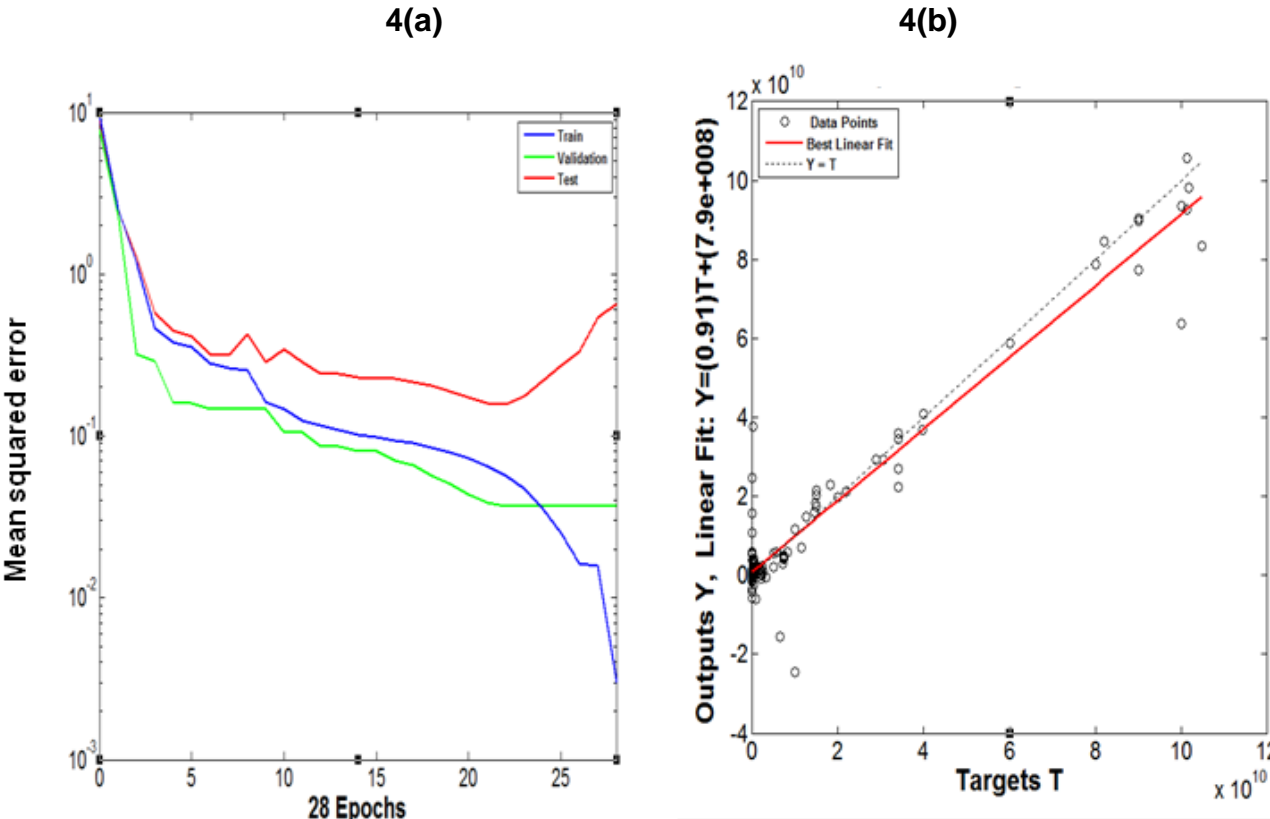 4(a)
4(b)
Mean squared error
10^1
10^0
10^-1
10^-2
10^-3
Train
Validation
Test
0 5 10 15 20 25
28 Epochs
Outputs Y, Linear Fit: Y=(0.91)T+(7.9e+008)
x 10^10
12
10
8
6
4
2
0
-2
-4
Data Points
Best Linear Fit
Y = T
0 2 4 6 8 10 12
Targets T
x 10^10